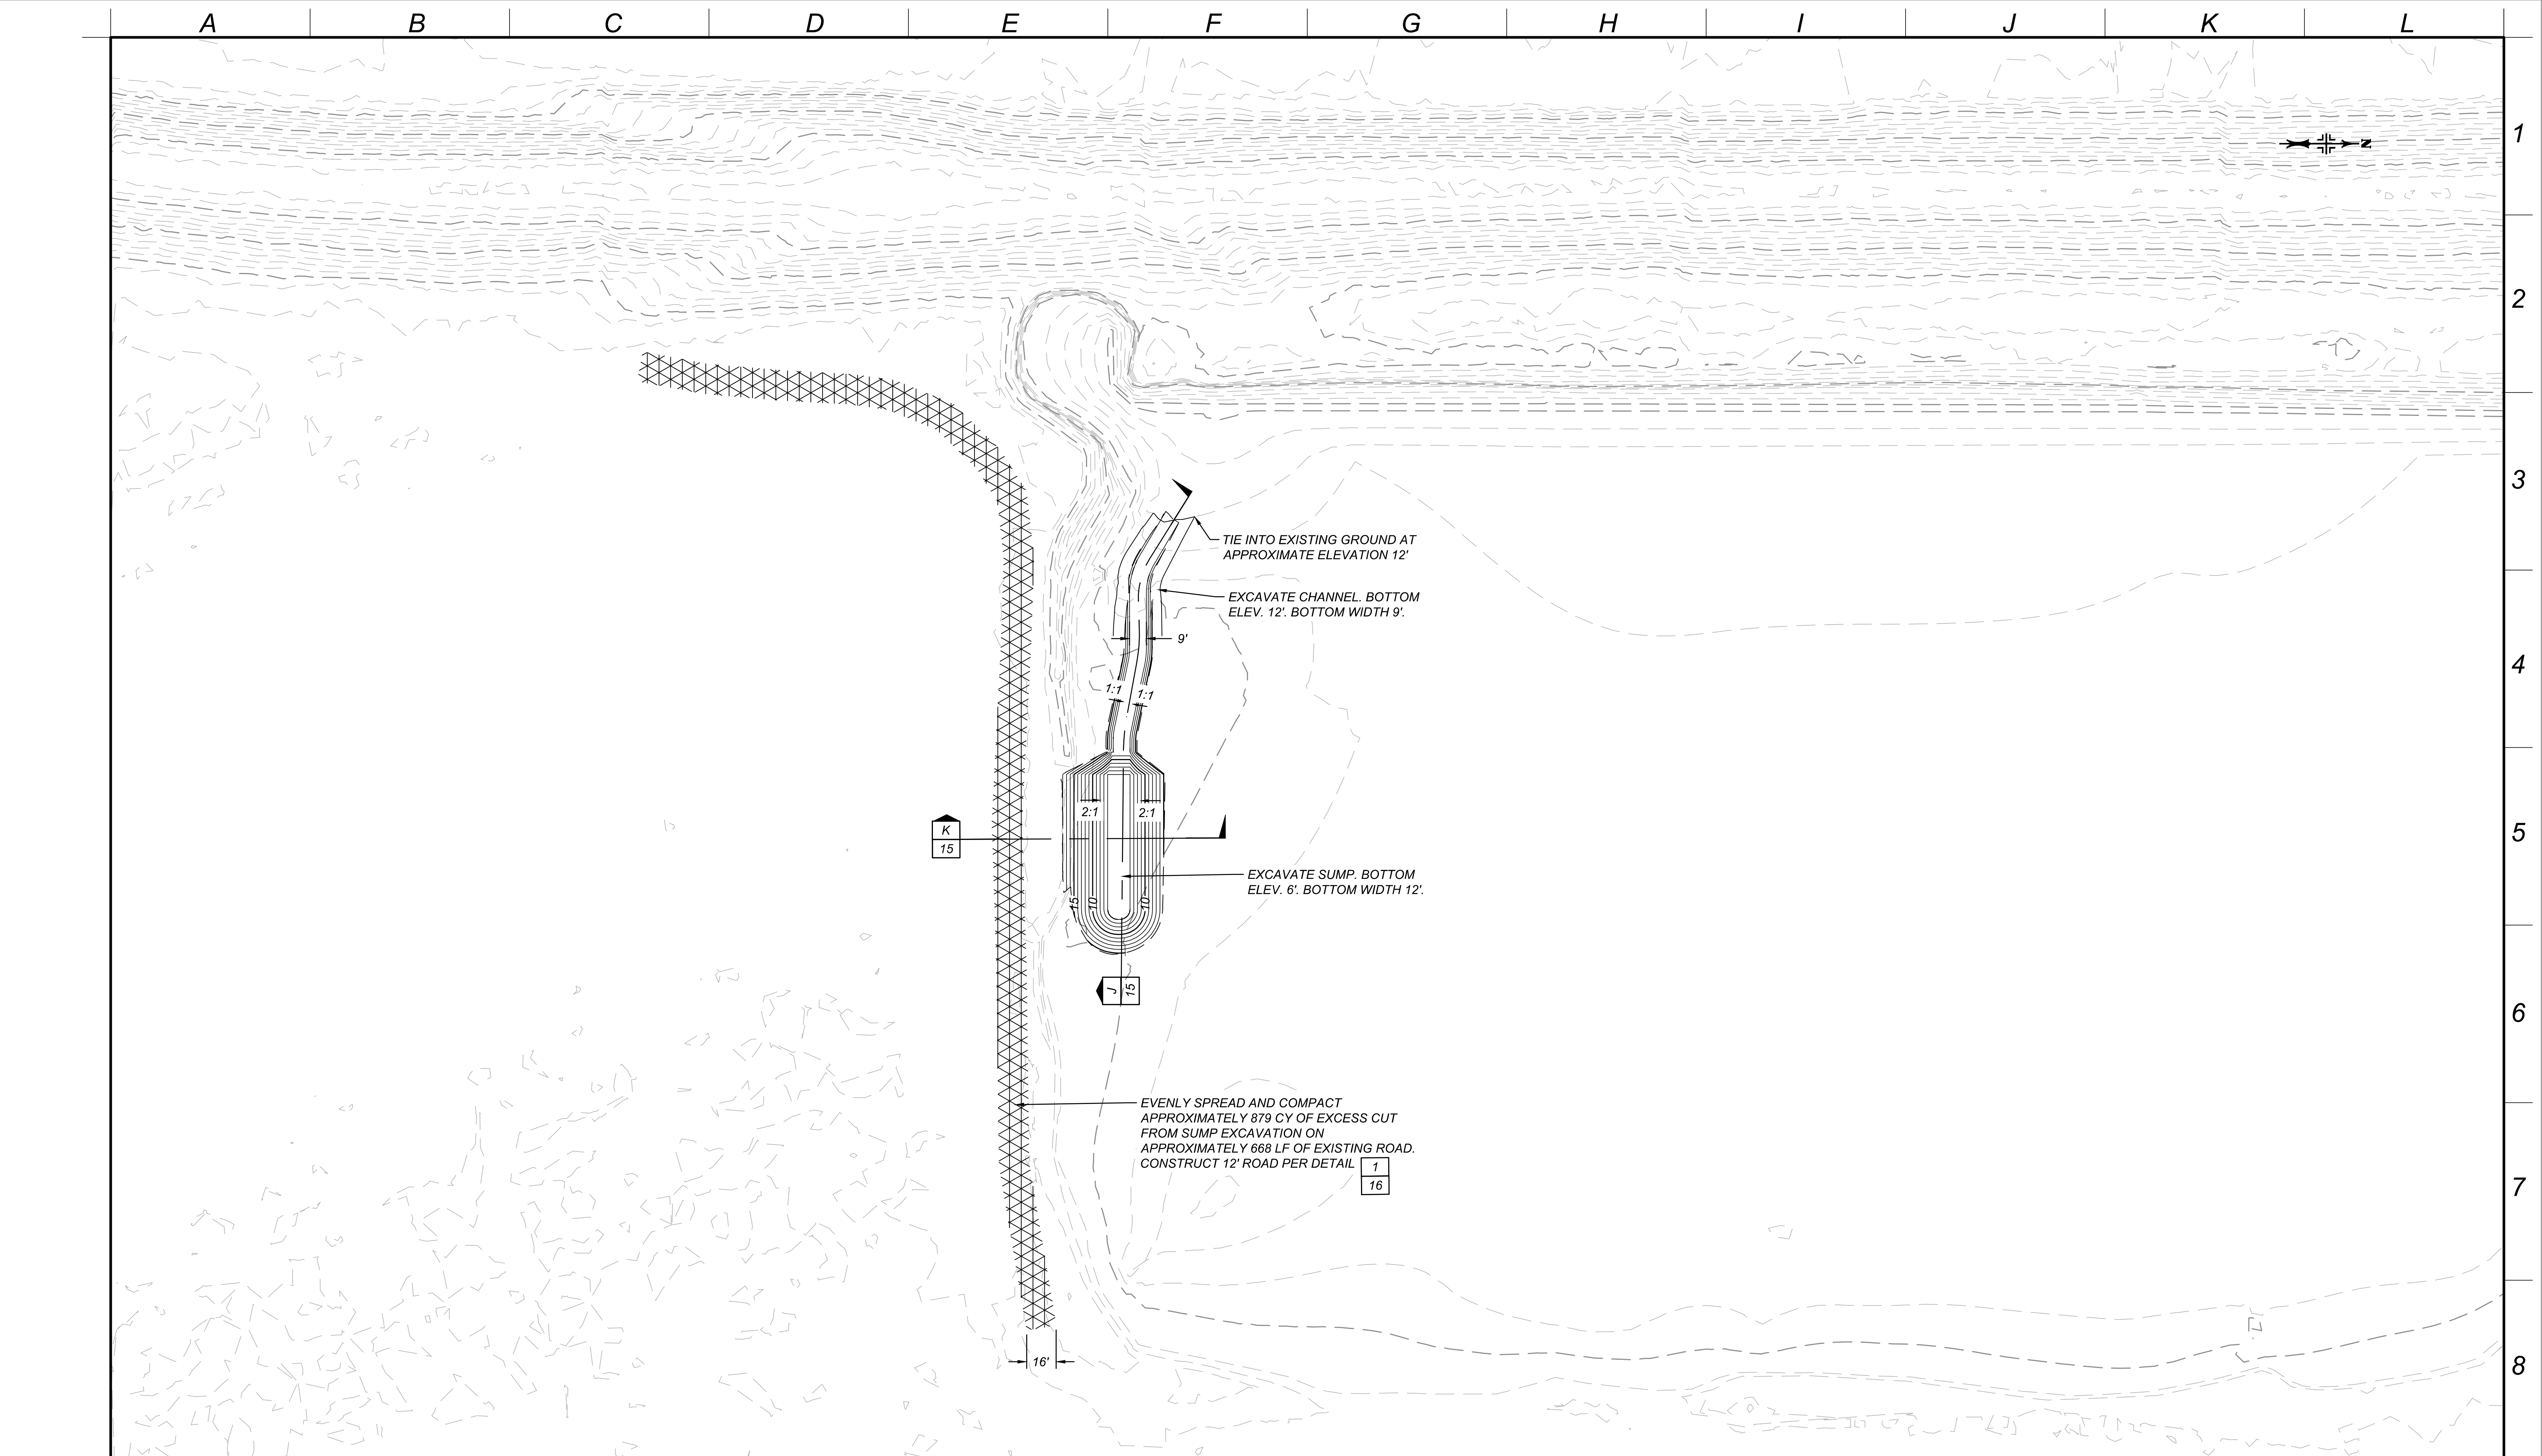 A B C D E F G H I J K L
1
N
2
3
TIE INTO EXISTING GROUND AT
APPROXIMATE ELEVATION 12'
EXCAVATE CHANNEL. BOTTOM
ELEV. 12'. BOTTOM WIDTH 9'.
9'
4
1:1 1:1
2:1 2:1
K
15
5
EXCAVATE SUMP. BOTTOM
ELEV. 6'. BOTTOM WIDTH 12'.
15 10 10
J
15
6
EVENLY SPREAD AND COMPACT
APPROXIMATELY 879 CY OF EXCESS CUT
FROM SUMP EXCAVATION ON
APPROXIMATELY 668 LF OF EXISTING ROAD.
CONSTRUCT 12' ROAD PER DETAIL
1
16
7
16'
8